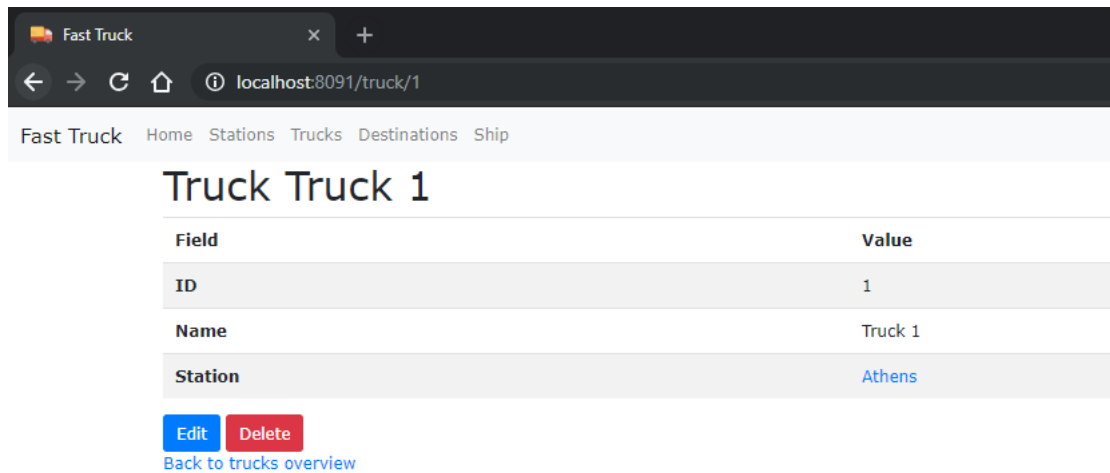 Fast Truck
localhost:8091/truck/1
Fast Truck Home Stations Trucks Destinations Ship
Truck Truck 1
Field Value
ID 1
Name Truck 1
Station Athens
Edit Delete
Back to trucks overview